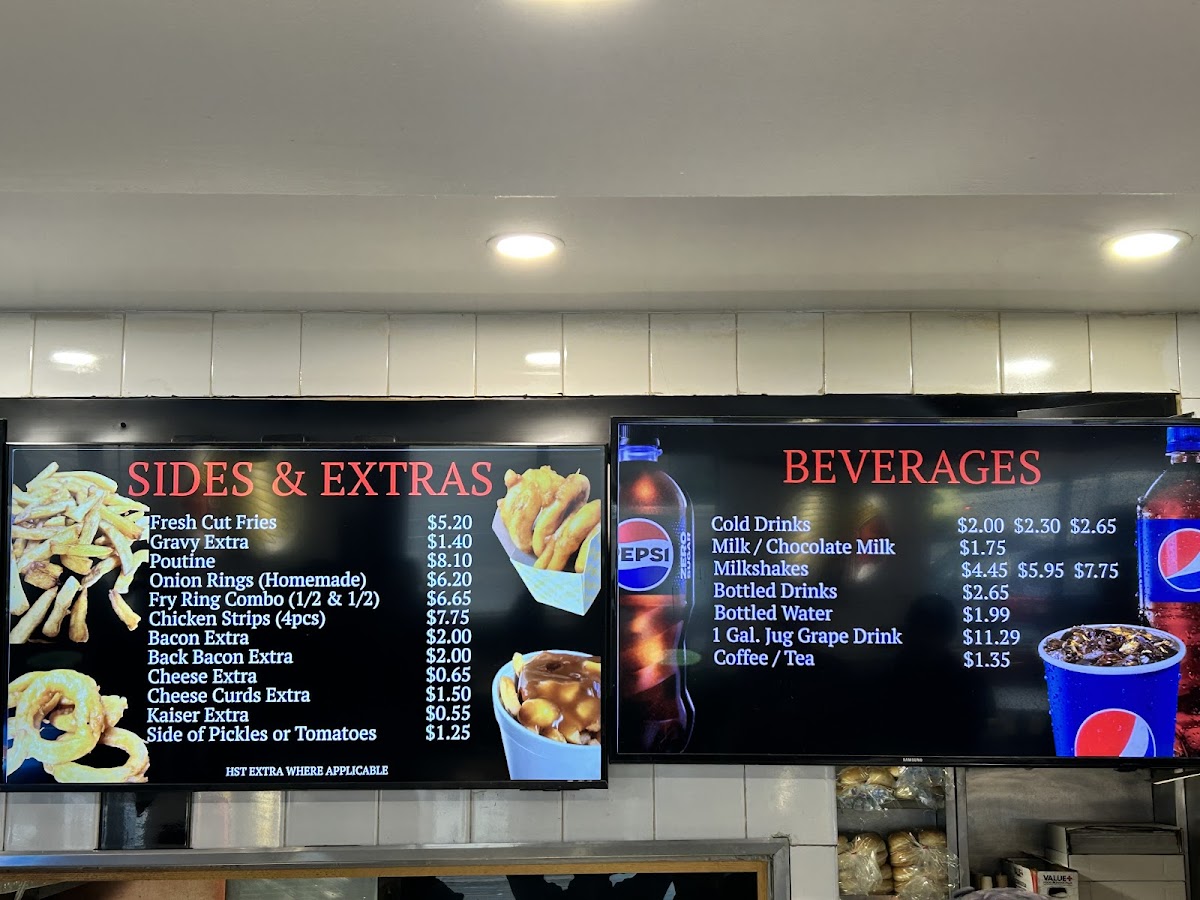 SIDES & EXTRAS
Fresh Cut Fries $5.20
Gravy Extra $1.40
Poutine $8.10
Onion Rings (Homemade) $6.20
Fry Ring Combo (1/2 & 1/2) $6.65
Chicken Strips (4pcs) $7.75
Bacon Extra $2.00
Back Bacon Extra $2.00
Cheese Extra $0.65
Cheese Curds Extra $1.50
Kaiser Extra $0.55
Side of Pickles or Tomatoes $1.25
HST EXTRA WHERE APPLICABLE
BEVERAGES
Cold Drinks $2.00 $2.30 $2.65
Milk / Chocolate Milk $1.75
Milkshakes $4.45 $5.95 $7.75
Bottled Drinks $2.65
Bottled Water $1.99
1 Gal. Jug Grape Drink $11.29
Coffee / Tea $1.35
PEPSI
ZERO
SUGAR
SAMSUNG
VALUE+